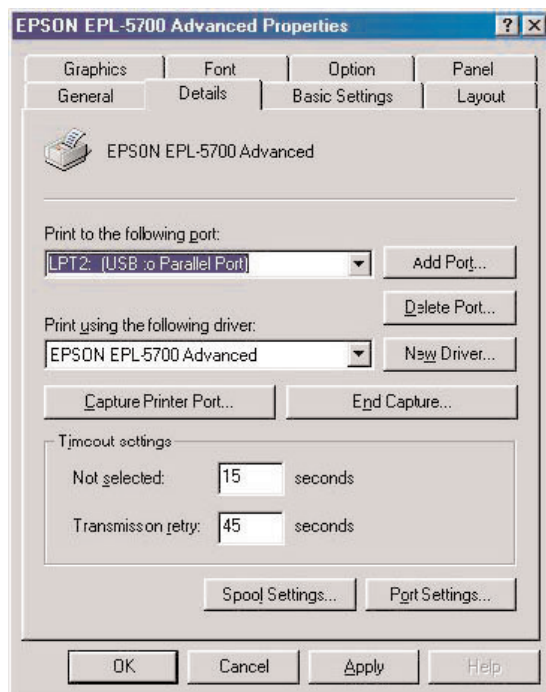 EPSON EPL-5700 Advanced Properties
Graphics Font Option Panel
General Details Basic Settings Layout
EPSON EPL-5700 Advanced
Print to the following port:
LPT2: (USB :o Parallel Port) Add Port...
Delete Port...
Print using the following driver:
EPSON EPL-5700 Advanced New Driver...
Capture Printer Port... End Capture...
Timeout settings
Not selected: 15 seconds
Transmisson retry: 45 seconds
Spool Settings... Port Settings...
OK Cancel Apply Help